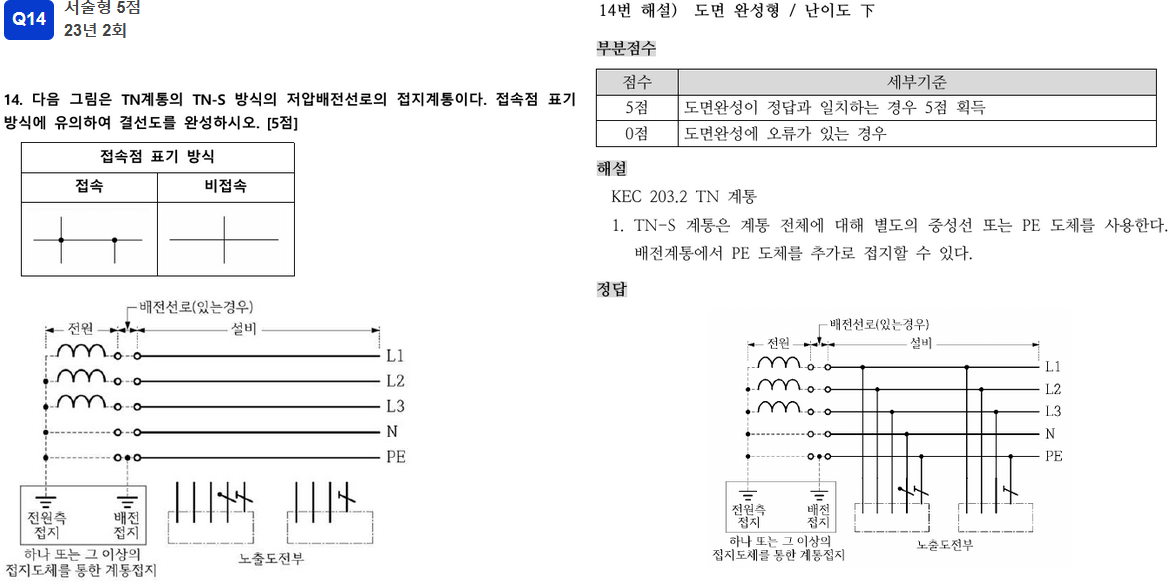 Q14
서술형 5점
23년 2회
14. 다음 그림은 TN계통의 TN-S 방식의 저압배전선로의 접지계통이다. 접속점 표기
방식에 유의하여 결선도를 완성하시오. [5점]
접속점 표기 방식
접속 비접속
배전선로(있는경우)
전원 설비
L1
L2
L3
N
PE
전원측 배전
접지 접지
하나 또는 그 이상의
접지도체를 통한 계통접지
노출도전부
14번 해설) 도면 완성형 / 난이도 下
부분점수
점수 세부기준
5점 도면완성이 정답과 일치하는 경우 5점 획득
0점 도면완성에 오류가 있는 경우
해설
KEC 203.2 TN 계통
1. TN-S 계통은 계통 전체에 대해 별도의 중성선 또는 PE 도체를 사용한다.
배전계통에서 PE 도체를 추가로 접지할 수 있다.
정답
배전선로(있는경우)
전원 설비
L1
L2
L3
N
PE
전원측 배전
접지 접지
하나 또는 그 이상의
접지도체를 통한 계통접지
노출도전부